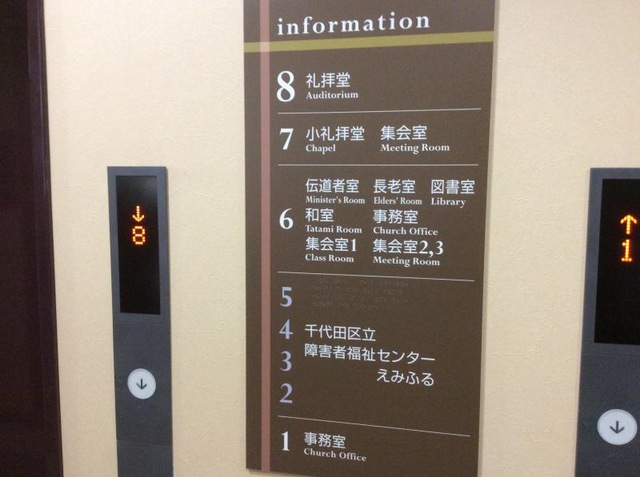 information
8 礼拝堂
Auditorium
7 小礼拝堂 集会室
Chapel Meeting Room
伝道者室 長老室 図書室
Minister's Room Elders' Room Library
6 和室 事務室
Tatami Room Church Office
集会室1 集会室2,3
Class Room Meeting Room
5
4 千代田区立
3 障害者福祉センター
えみふる
2
1 事務室
Church Office
↓
8
↑
1